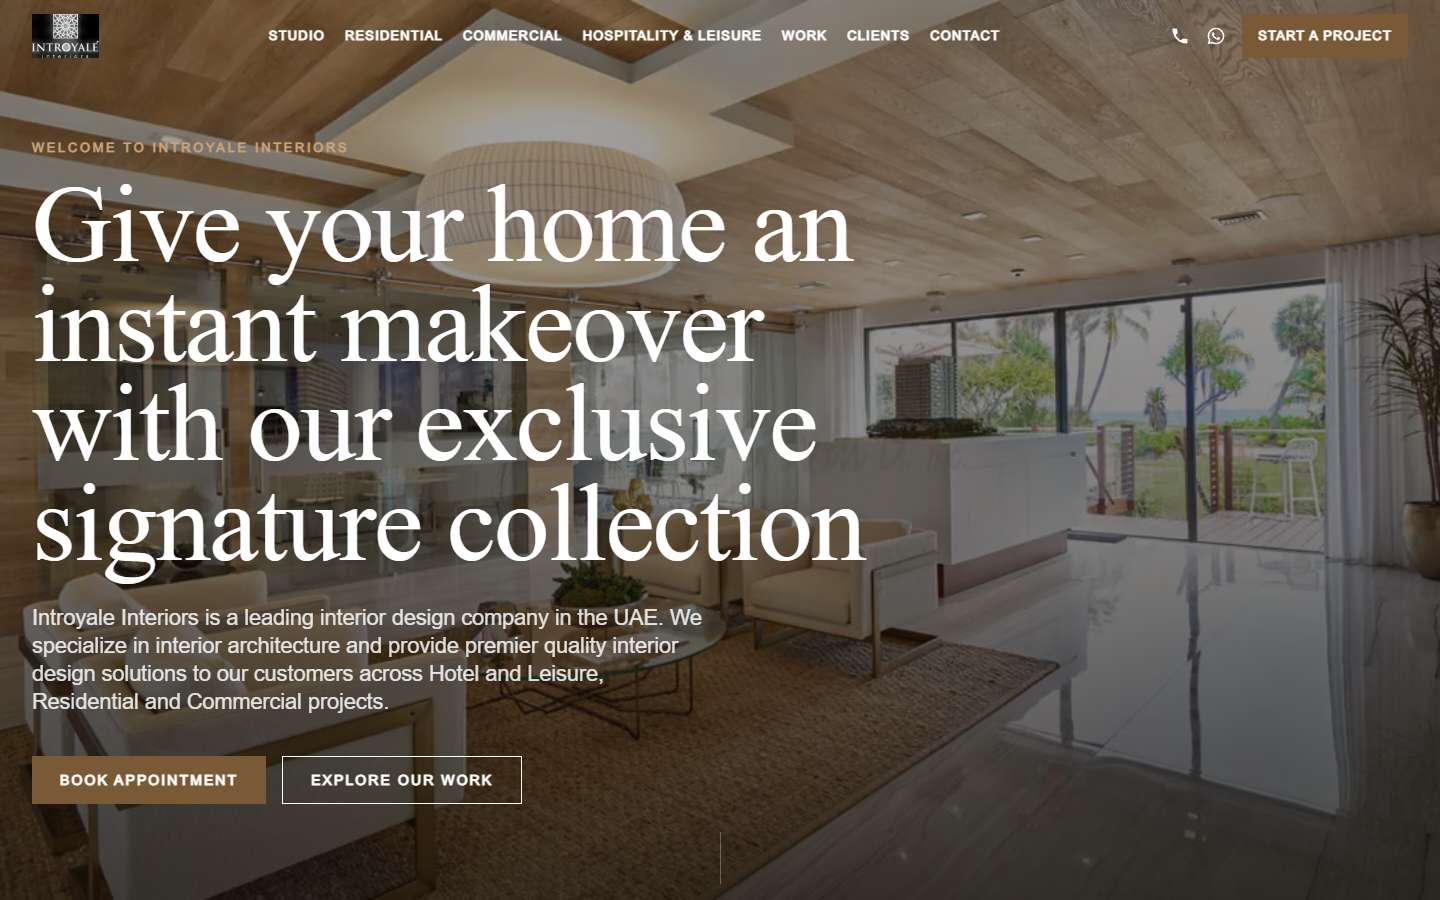 INTROYALE
interiors
STUDIO RESIDENTIAL COMMERCIAL HOSPITALITY & LEISURE WORK CLIENTS CONTACT
START A PROJECT
WELCOME TO INTROYALE INTERIORS
Give your home an
instant makeover
with our exclusive
signature collection
Introyale Interiors is a leading interior design company in the UAE. We
specialize in interior architecture and provide premier quality interior
design solutions to our customers across Hotel and Leisure,
Residential and Commercial projects.
BOOK APPOINTMENT
EXPLORE OUR WORK